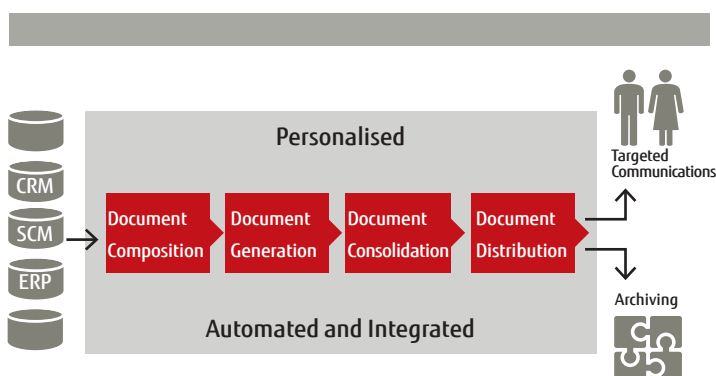 Personalised
CRM
SCM
ERP
Document
Composition
Document
Generation
Document
Consolidation
Document
Distribution
Automated and Integrated
Targeted
Communications
Archiving